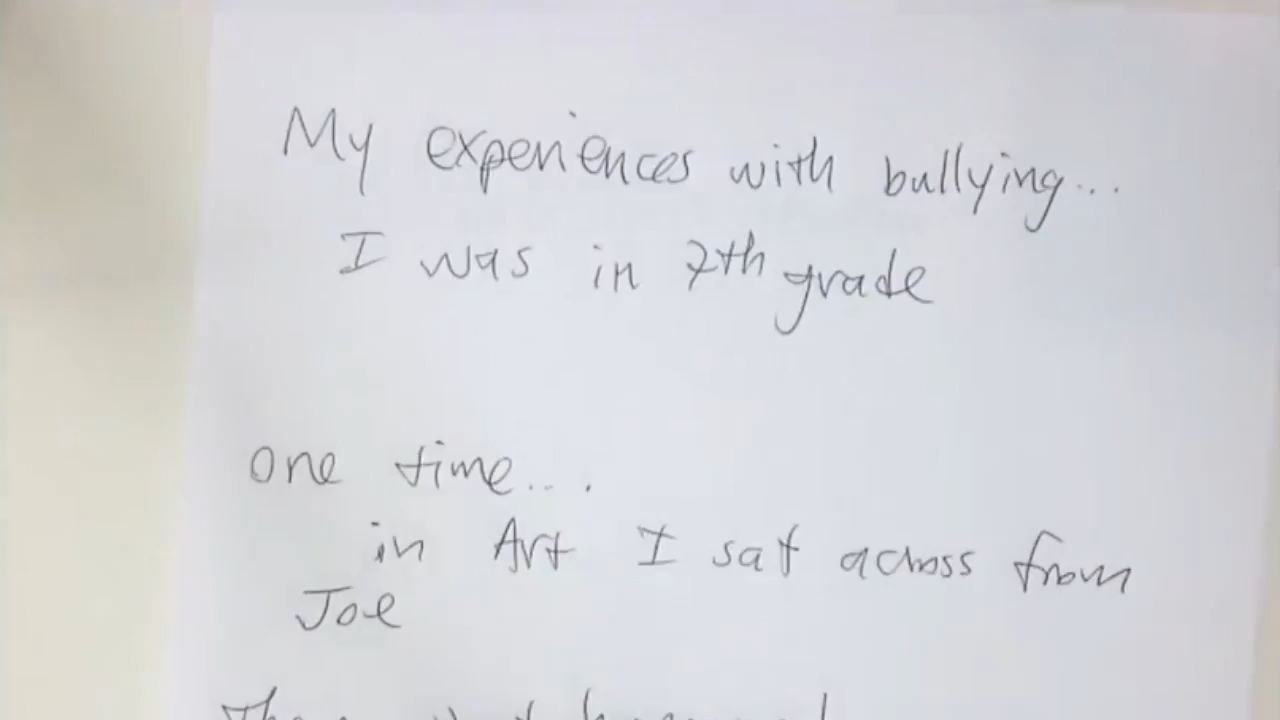 My experiences with bullying...
I was in 7th grade
one time...
in Art I sat across from
Joe